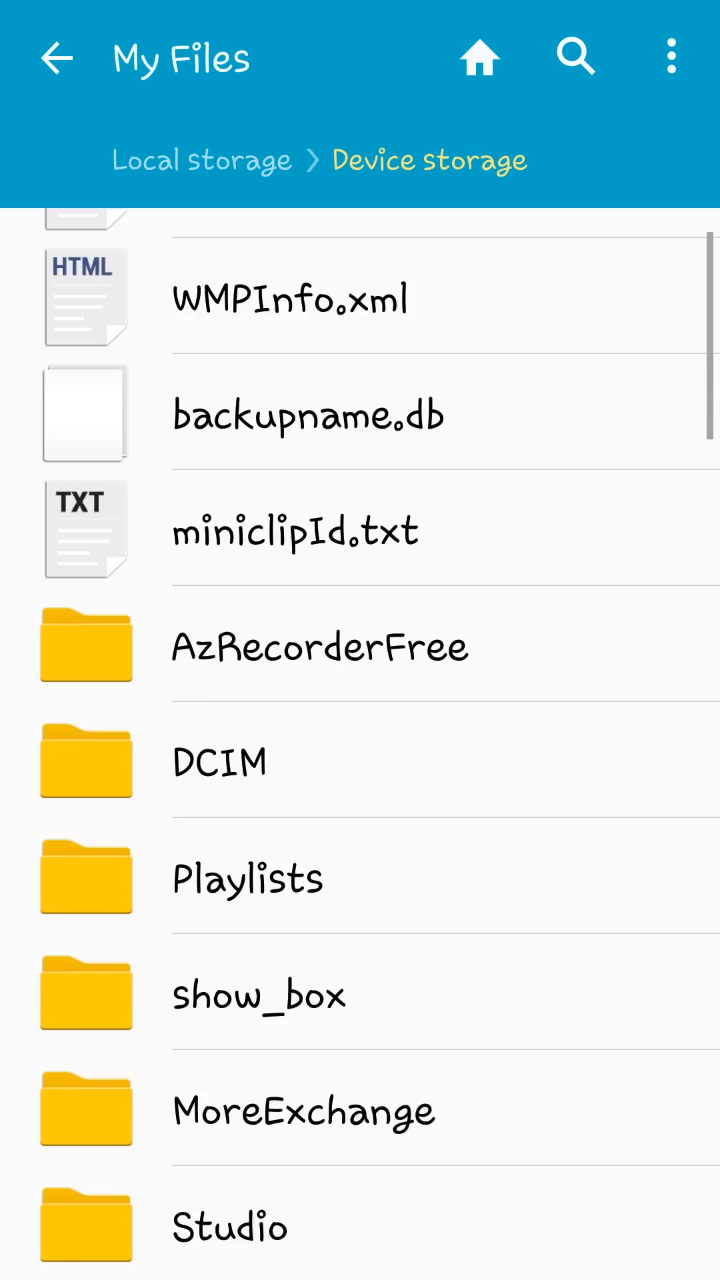 My Files
Local storage > Device storage
HTML
WMPInfo.xml
backupname.db
TXT
miniclipId.txt
AzRecorderFree
DCIM
Playlists
show_box
MoreExchange
Studio